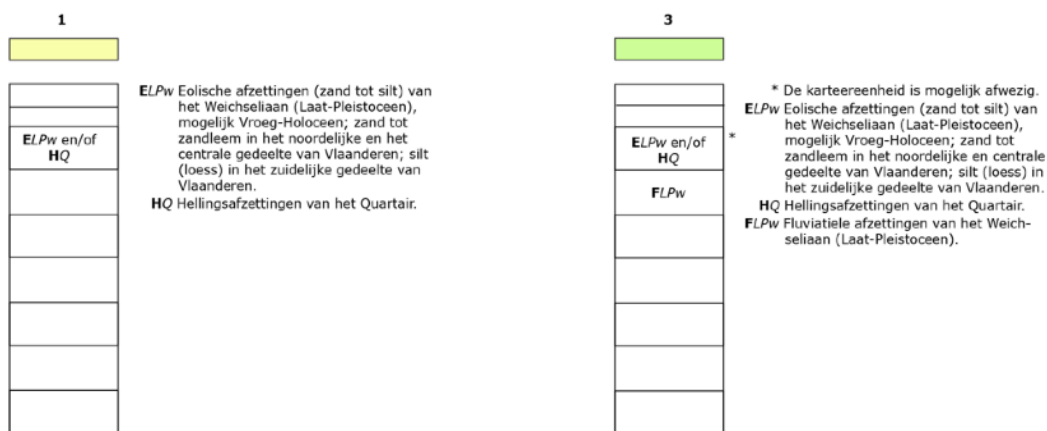 1
ELPw en/of
HQ
ELPw Eolische afzettingen (zand tot silt) van
het Weichseliaan (Laat-Pleistoceen),
mogelijk Vroeg-Holoceen; zand tot
zandleem in het noordelijke en het
centrale gedeelte van Vlaanderen; silt
(loess) in het zuidelijke gedeelte van
Vlaanderen.
HQ Hellingsafzettingen van het Quartair.
3
ELPw en/of
HQ
*
FLPw
* De karteereenheid is mogelijk afwezig.
ELPw Eolische afzettingen (zand tot silt) van
het Weichseliaan (Laat-Pleistoceen),
mogelijk Vroeg-Holoceen; zand tot
zandleem in het noordelijke en centrale
gedeelte van Vlaanderen; silt (loess) in
het zuidelijke gedeelte van Vlaanderen.
HQ Hellingsafzettingen van het Quartair.
FLPw Fluviatiele afzettingen van het Weich-
seliaan (Laat-Pleistoceen).